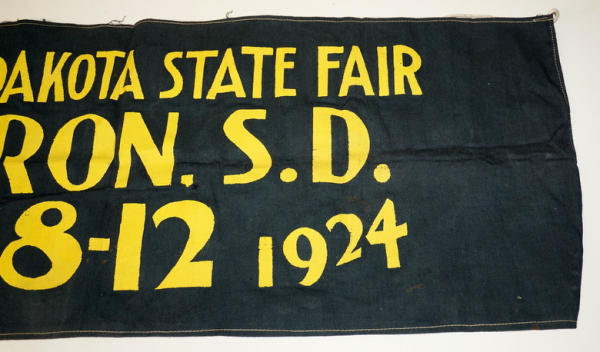 DAKOTA STATE FAIR
RON, S.D.
8-12 1924